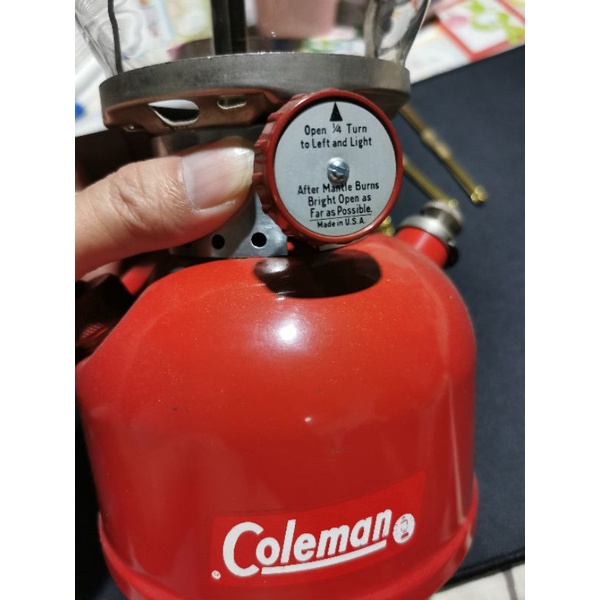 Open ¼ Turn
to Left and Light
After Mantle Burns
Bright Open as
Far as Possible.
Made in U.S.A.
Coleman